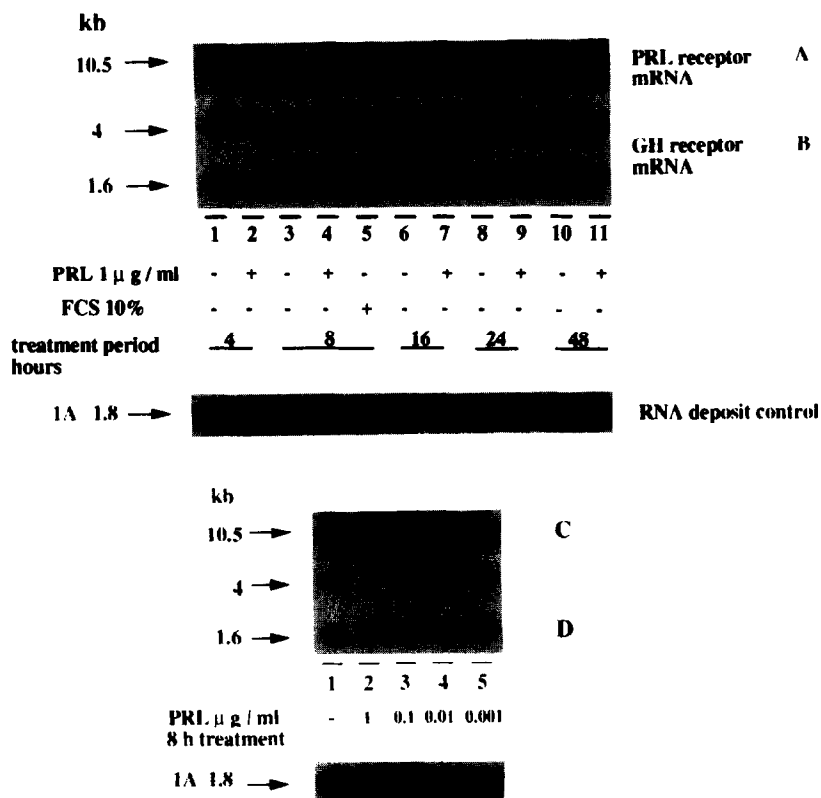 kb
10.5
PRL receptor mRNA A
4
GH receptor mRNA B
1.6
1 2 3 4 5 6 7 8 9 10 11
PRL 1 μg / ml - + - + - - + - + - +
FCS 10% - - - - + - - - - - -
treatment period hours 4 8 16 24 48
1A 1.8 RNA deposit control
kb
10.5 C
4
1.6 D
1 2 3 4 5
PRL μg / ml - 1 0.1 0.01 0.001
8 h treatment
1A 1.8